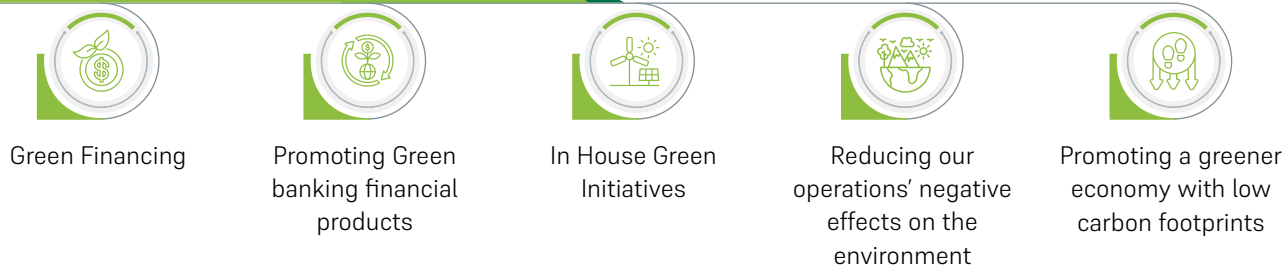 Green Financing
Promoting Green
banking financial
products
In House Green
Initiatives
Reducing our
operations’ negative
effects on the
environment
Promoting a greener
economy with low
carbon footprints